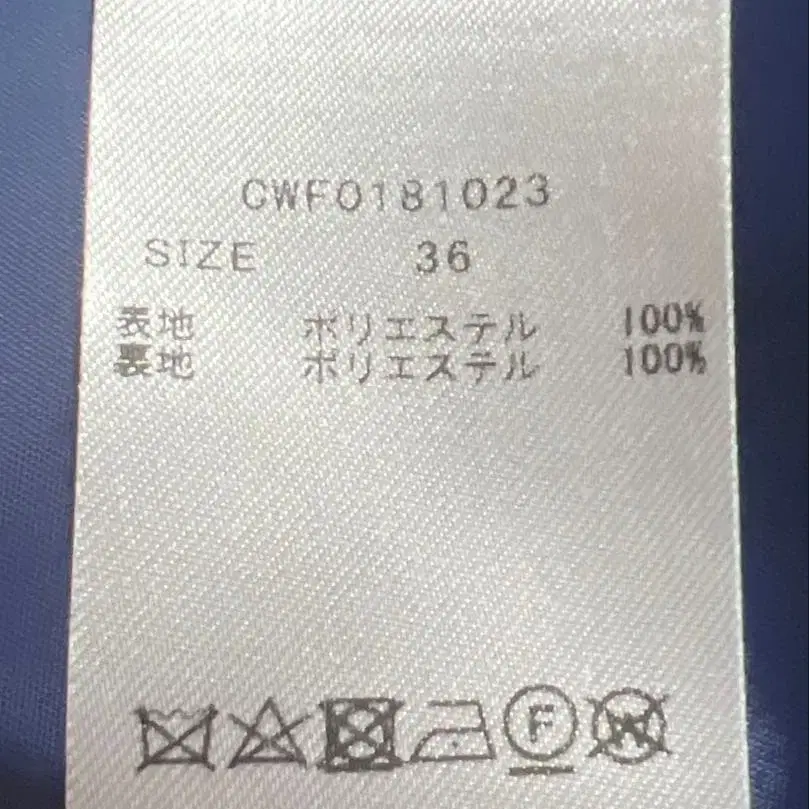 CWF0181023
SIZE 36
表地 ポリエステル 100%
裏地 ポリエステル 100%
F W